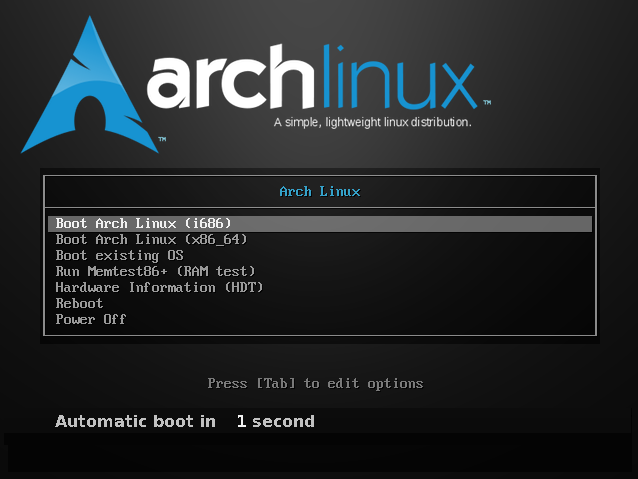 archlinux™
A simple, lightweight linux distribution.
™
Arch Linux
Boot Arch Linux (i686)
Boot Arch Linux (x86_64)
Boot existing OS
Run Memtest86+ (RAM test)
Hardware Information (HDT)
Reboot
Power Off
Press [Tab] to edit options
Automatic boot in 1 second